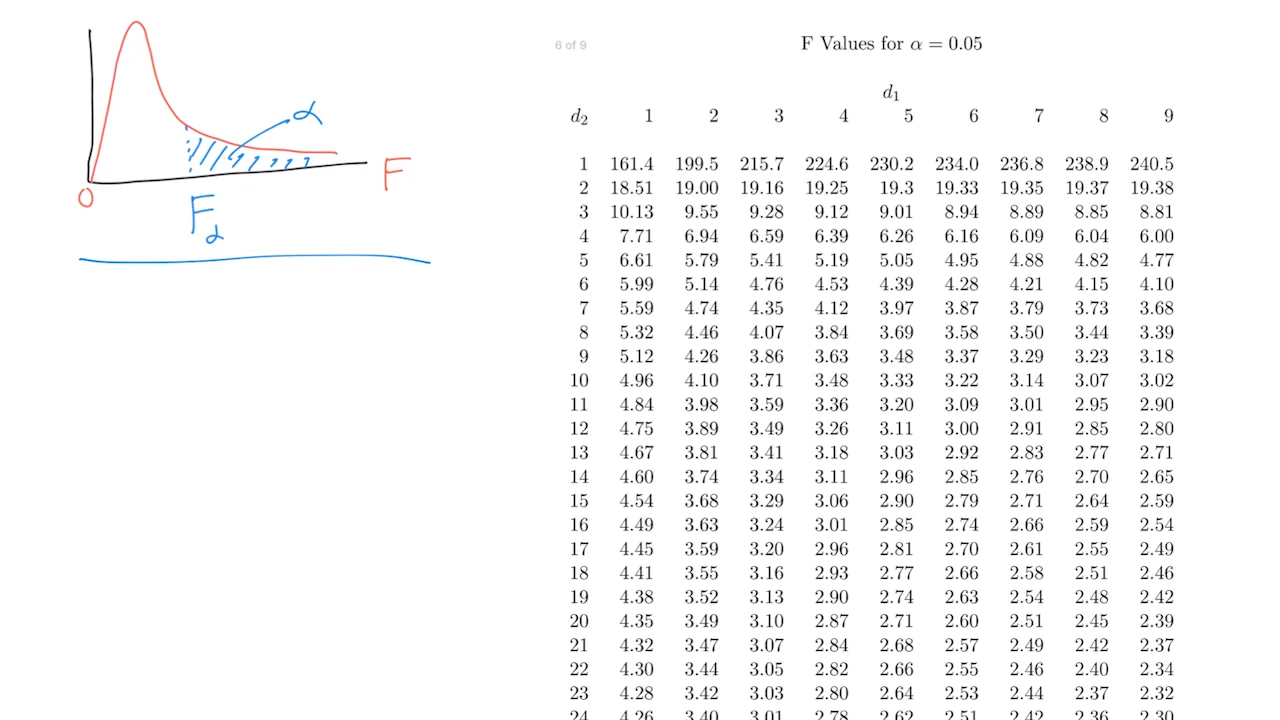 α
F
0
F_α
6 of 9
F Values for α = 0.05
d₁
d₂ 1 2 3 4 5 6 7 8 9
1 161.4 199.5 215.7 224.6 230.2 234.0 236.8 238.9 240.5
2 18.51 19.00 19.16 19.25 19.3 19.33 19.35 19.37 19.38
3 10.13 9.55 9.28 9.12 9.01 8.94 8.89 8.85 8.81
4 7.71 6.94 6.59 6.39 6.26 6.16 6.09 6.04 6.00
5 6.61 5.79 5.41 5.19 5.05 4.95 4.88 4.82 4.77
6 5.99 5.14 4.76 4.53 4.39 4.28 4.21 4.15 4.10
7 5.59 4.74 4.35 4.12 3.97 3.87 3.79 3.73 3.68
8 5.32 4.46 4.07 3.84 3.69 3.58 3.50 3.44 3.39
9 5.12 4.26 3.86 3.63 3.48 3.37 3.29 3.23 3.18
10 4.96 4.10 3.71 3.48 3.33 3.22 3.14 3.07 3.02
11 4.84 3.98 3.59 3.36 3.20 3.09 3.01 2.95 2.90
12 4.75 3.89 3.49 3.26 3.11 3.00 2.91 2.85 2.80
13 4.67 3.81 3.41 3.18 3.03 2.92 2.83 2.77 2.71
14 4.60 3.74 3.34 3.11 2.96 2.85 2.76 2.70 2.65
15 4.54 3.68 3.29 3.06 2.90 2.79 2.71 2.64 2.59
16 4.49 3.63 3.24 3.01 2.85 2.74 2.66 2.59 2.54
17 4.45 3.59 3.20 2.96 2.81 2.70 2.61 2.55 2.49
18 4.41 3.55 3.16 2.93 2.77 2.66 2.58 2.51 2.46
19 4.38 3.52 3.13 2.90 2.74 2.63 2.54 2.48 2.42
20 4.35 3.49 3.10 2.87 2.71 2.60 2.51 2.45 2.39
21 4.32 3.47 3.07 2.84 2.68 2.57 2.49 2.42 2.37
22 4.30 3.44 3.05 2.82 2.66 2.55 2.46 2.40 2.34
23 4.28 3.42 3.03 2.80 2.64 2.53 2.44 2.37 2.32
24 4.26 3.40 3.01 2.78 2.62 2.51 2.42 2.36 2.30